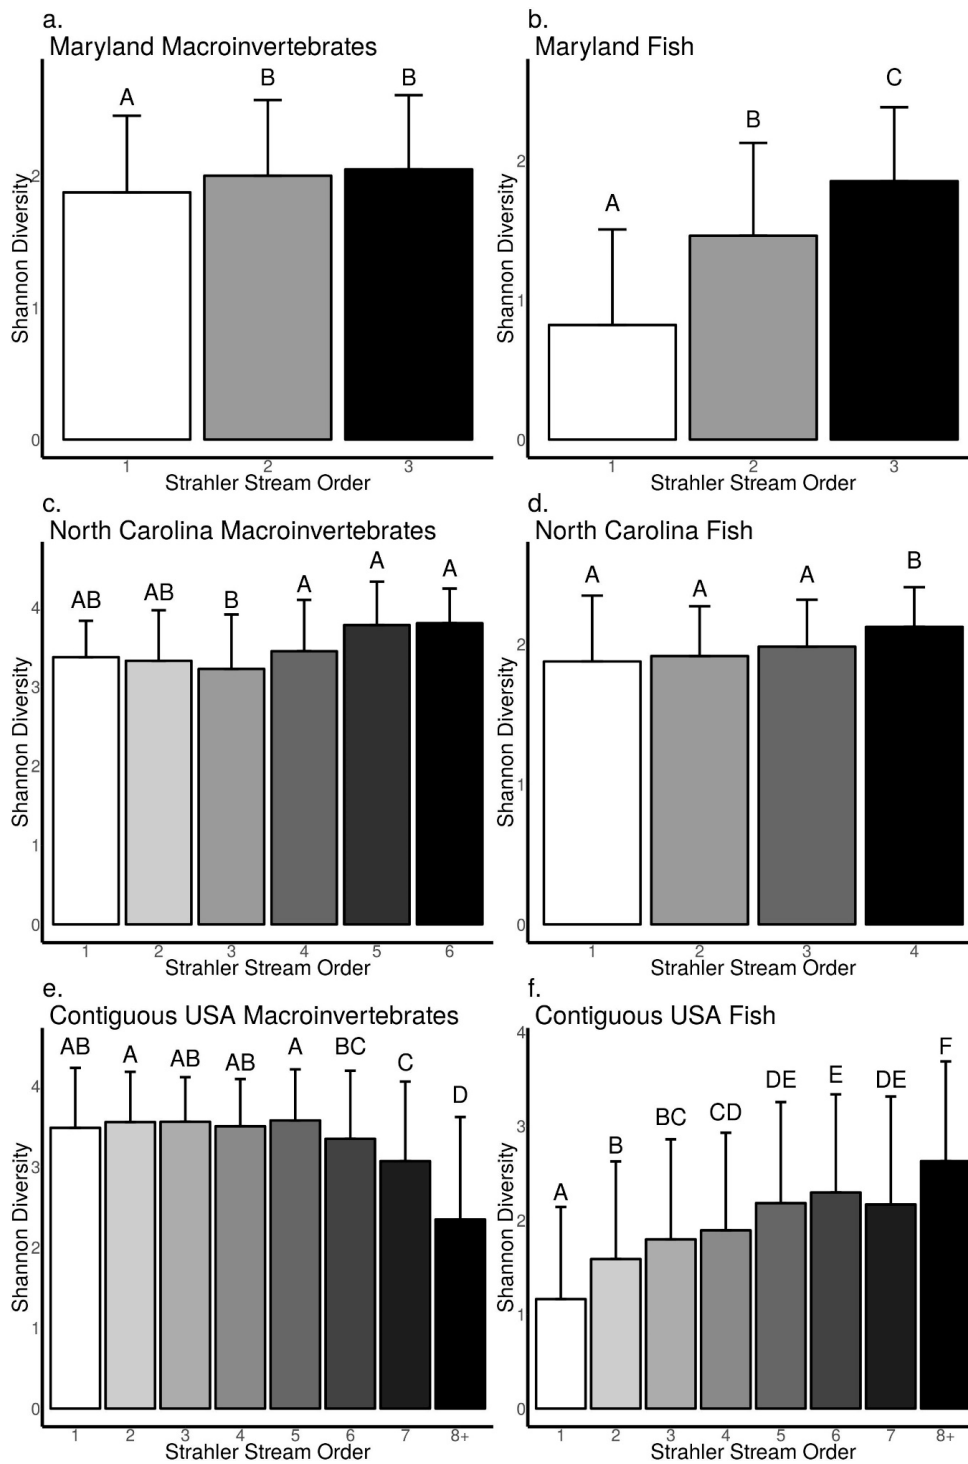 a.
Maryland Macroinvertebrates
A B B
Shannon Diversity
2
1
0
1 2 3
Strahler Stream Order
b.
Maryland Fish
A B C
Shannon Diversity
2
1
0
1 2 3
Strahler Stream Order
c.
North Carolina Macroinvertebrates
AB AB B A A A
Shannon Diversity
4
3
2
1
0
1 2 3 4 5 6
Strahler Stream Order
d.
North Carolina Fish
A A A B
Shannon Diversity
2
1
0
1 2 3 4
Strahler Stream Order
e.
Contiguous USA Macroinvertebrates
AB A AB AB A BC C D
Shannon Diversity
4
3
2
1
0
1 2 3 4 5 6 7 8+
Strahler Stream Order
f.
Contiguous USA Fish
A B BC CD DE E DE F
Shannon Diversity
4
3
2
1
0
1 2 3 4 5 6 7 8+
Strahler Stream Order